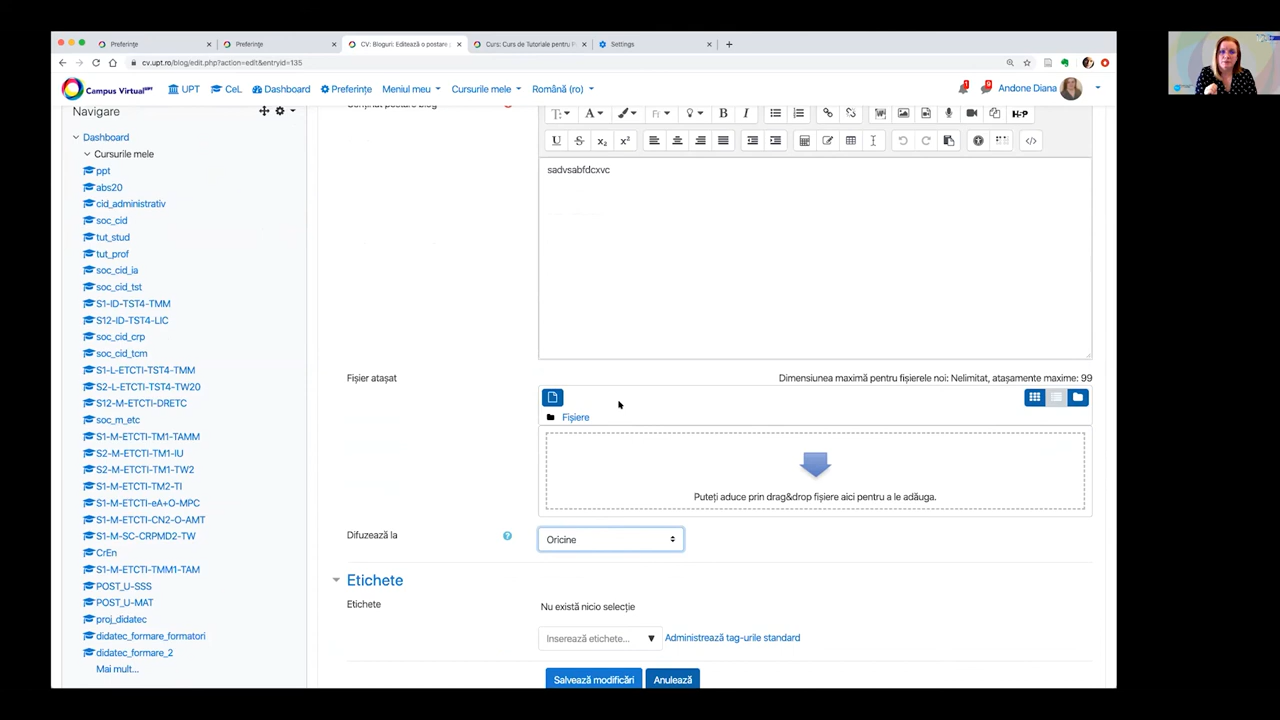 Preferințe
Preferințe
CV: Bloguri: Editează o postare
Curs: Curs de Tutoriale pentru
Settings
cv.upt.ro/blog/edit.php?action=edit&entryid=135
Campus Virtual UPT
UPT
CeL
Dashboard
Preferințe
Meniul meu
Cursurile mele
Română (ro)
Andone Diana
Navigare
Dashboard
Cursurile mele
ppt
abs20
cid_administrativ
soc_cid
tut_stud
tut_prof
soc_cid_ia
soc_cid_tst
S1-ID-TST4-TMM
S12-ID-TST4-LIC
soc_cid_crp
soc_cid_tcm
S1-L-ETCTI-TST4-TMM
S2-L-ETCTI-TST4-TW20
S12-M-ETCTI-DRETC
soc_m_etc
S1-M-ETCTI-TM1-TAMM
S2-M-ETCTI-TM1-IU
S2-M-ETCTI-TM1-TW2
S1-M-ETCTI-TM2-TI
S1-M-ETCTI-eA+O-MPC
S1-M-ETCTI-CN2-O-AMT
S1-M-SC-CRPMD2-TW
CrEn
S1-M-ETCTI-TMM1-TAM
POST_U-SSS
POST_U-MAT
proj_didatec
didatec_formare_formatori
didatec_formare_2
Mai mult...
H-P
sadvsabfdcxvc
Fișier atașat
Dimensiunea maximă pentru fișierele noi: Nelimitat, atașamente maxime: 99
Fișiere
Puteți aduce prin drag&drop fișiere aici pentru a le adăuga.
Difuzează la
Oricine
Etichete
Etichete
Nu există nicio selecție
Inserează etichete...
Administrează tag-urile standard
Salvează modificări
Anulează